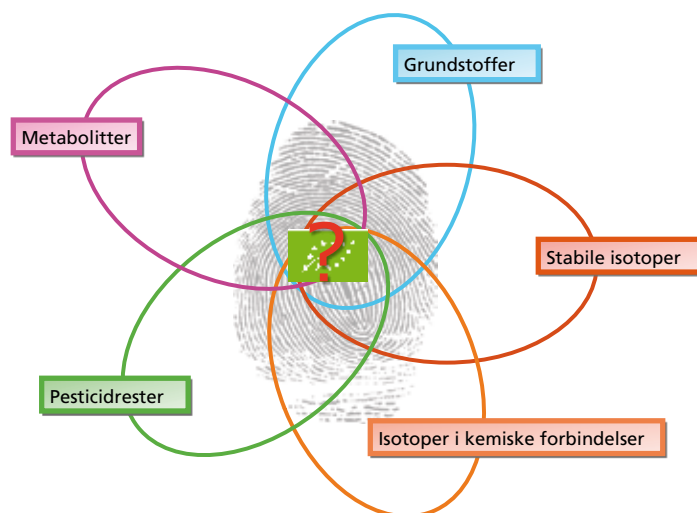 Grundstoffer
Metabolitter
?
Stabile isotoper
Pesticidrester
Isotoper i kemiske forbindelser